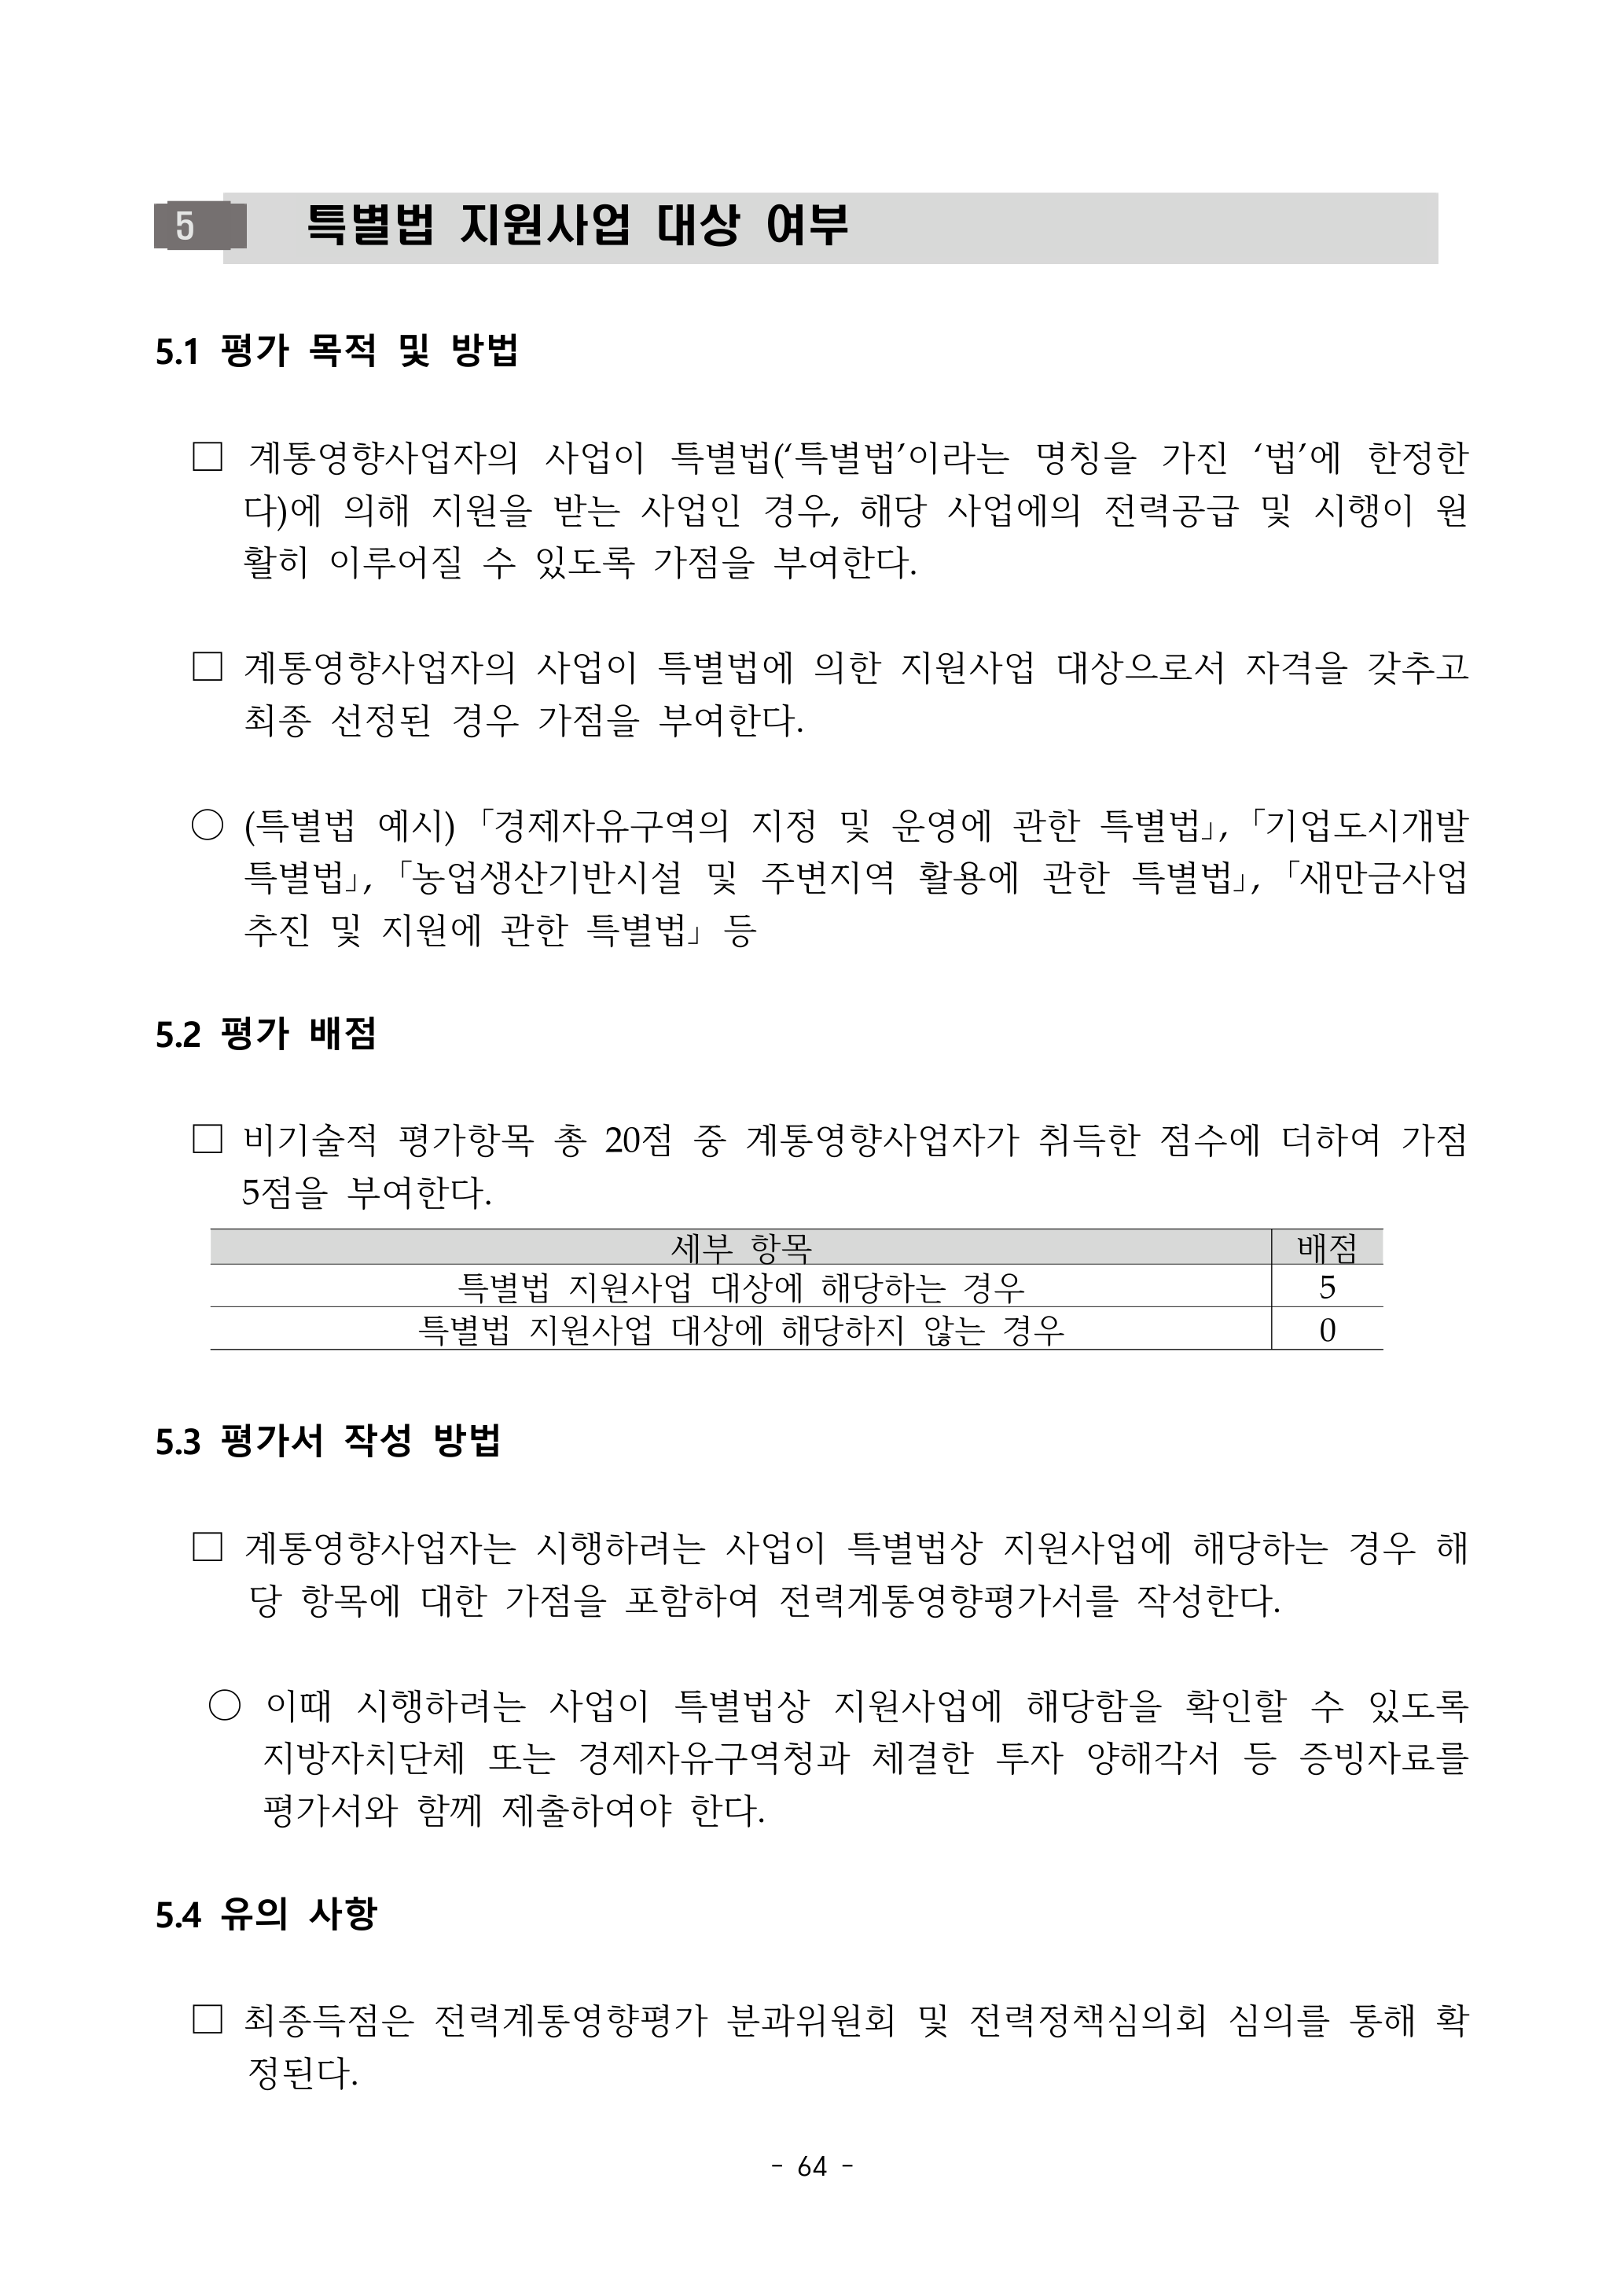 5 특별법 지원사업 대상 여부
5.1 평가 목적 및 방법
□ 계통영향사업자의 사업이 특별법(‘특별법’이라는 명칭을 가진 ‘법’에 한정한
다)에 의해 지원을 받는 사업인 경우, 해당 사업에의 전력공급 및 시행이 원
활히 이루어질 수 있도록 가점을 부여한다.
□ 계통영향사업자의 사업이 특별법에 의한 지원사업 대상으로서 자격을 갖추고
최종 선정된 경우 가점을 부여한다.
○ (특별법 예시)「경제자유구역의 지정 및 운영에 관한 특별법」,「기업도시개발
특별법」,「농업생산기반시설 및 주변지역 활용에 관한 특별법」,「새만금사업
추진 및 지원에 관한 특별법」 등
5.2 평가 배점
□ 비기술적 평가항목 총 20점 중 계통영향사업자가 취득한 점수에 더하여 가점
5점을 부여한다.
세부 항목 배점
특별법 지원사업 대상에 해당하는 경우 5
특별법 지원사업 대상에 해당하지 않는 경우 0
5.3 평가서 작성 방법
□ 계통영향사업자는 시행하려는 사업이 특별법상 지원사업에 해당하는 경우 해
당 항목에 대한 가점을 포함하여 전력계통영향평가서를 작성한다.
○ 이때 시행하려는 사업이 특별법상 지원사업에 해당함을 확인할 수 있도록
지방자치단체 또는 경제자유구역청과 체결한 투자 양해각서 등 증빙자료를
평가서와 함께 제출하여야 한다.
5.4 유의 사항
□ 최종득점은 전력계통영향평가 분과위원회 및 전력정책심의회 심의를 통해 확
정된다.
- 64 -